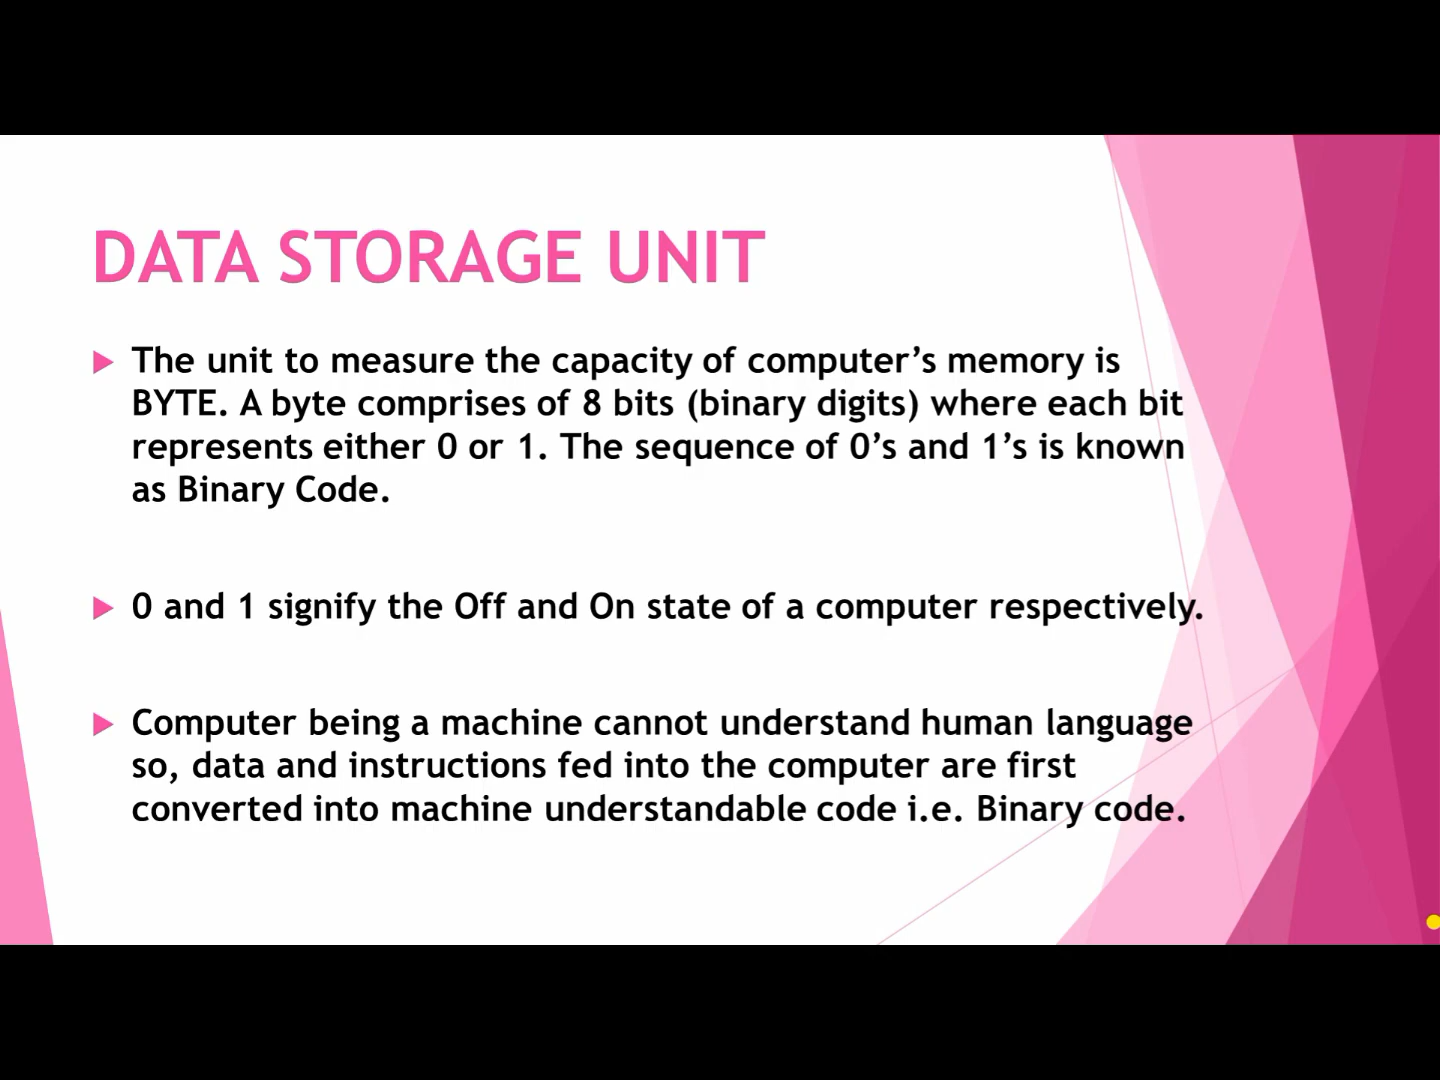 DATA STORAGE UNIT
The unit to measure the capacity of computer’s memory is
BYTE. A byte comprises of 8 bits (binary digits) where each bit
represents either 0 or 1. The sequence of 0’s and 1’s is known
as Binary Code.
0 and 1 signify the Off and On state of a computer respectively.
Computer being a machine cannot understand human language
so, data and instructions fed into the computer are first
converted into machine understandable code i.e. Binary code.